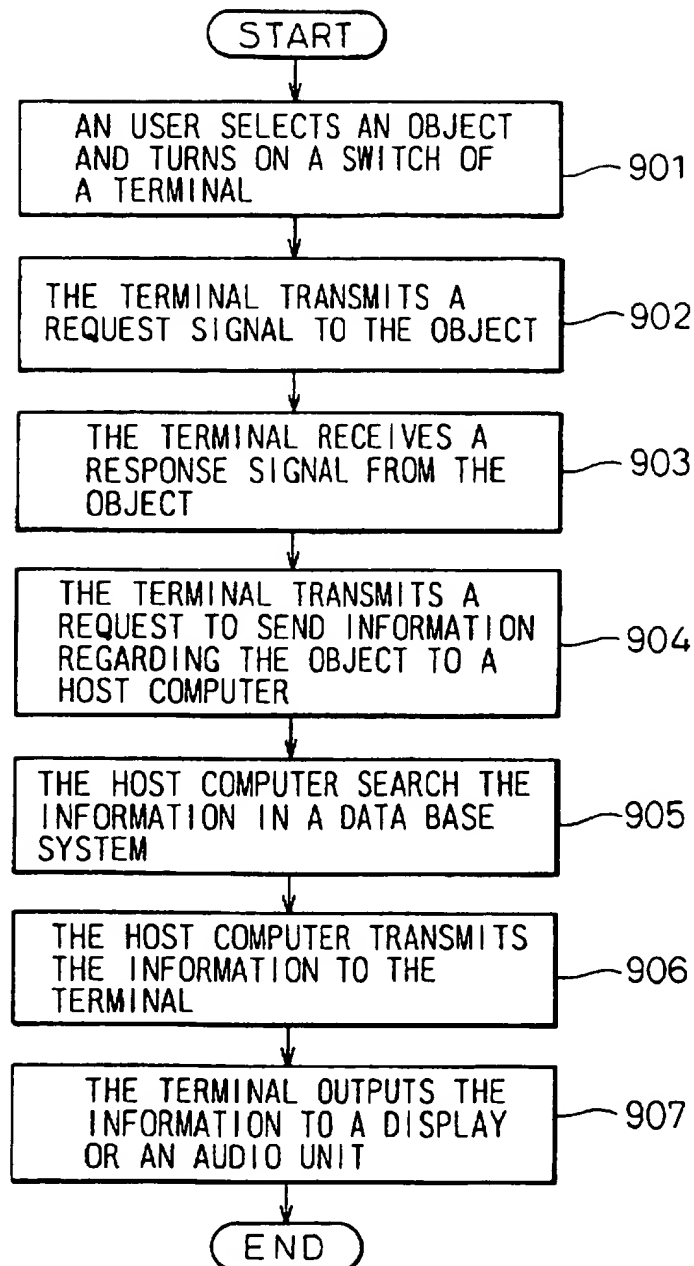 START
AN USER SELECTS AN OBJECT
AND TURNS ON A SWITCH OF
A TERMINAL
901
THE TERMINAL TRANSMITS A
REQUEST SIGNAL TO THE OBJECT
902
THE TERMINAL RECEIVES A
RESPONSE SIGNAL FROM THE
OBJECT
903
THE TERMINAL TRANSMITS A
REQUEST TO SEND INFORMATION
REGARDING THE OBJECT TO A
HOST COMPUTER
904
THE HOST COMPUTER SEARCH THE
INFORMATION IN A DATA BASE
SYSTEM
905
THE HOST COMPUTER TRANSMITS
THE INFORMATION TO THE
TERMINAL
906
THE TERMINAL OUTPUTS THE
INFORMATION TO A DISPLAY
OR AN AUDIO UNIT
907
END